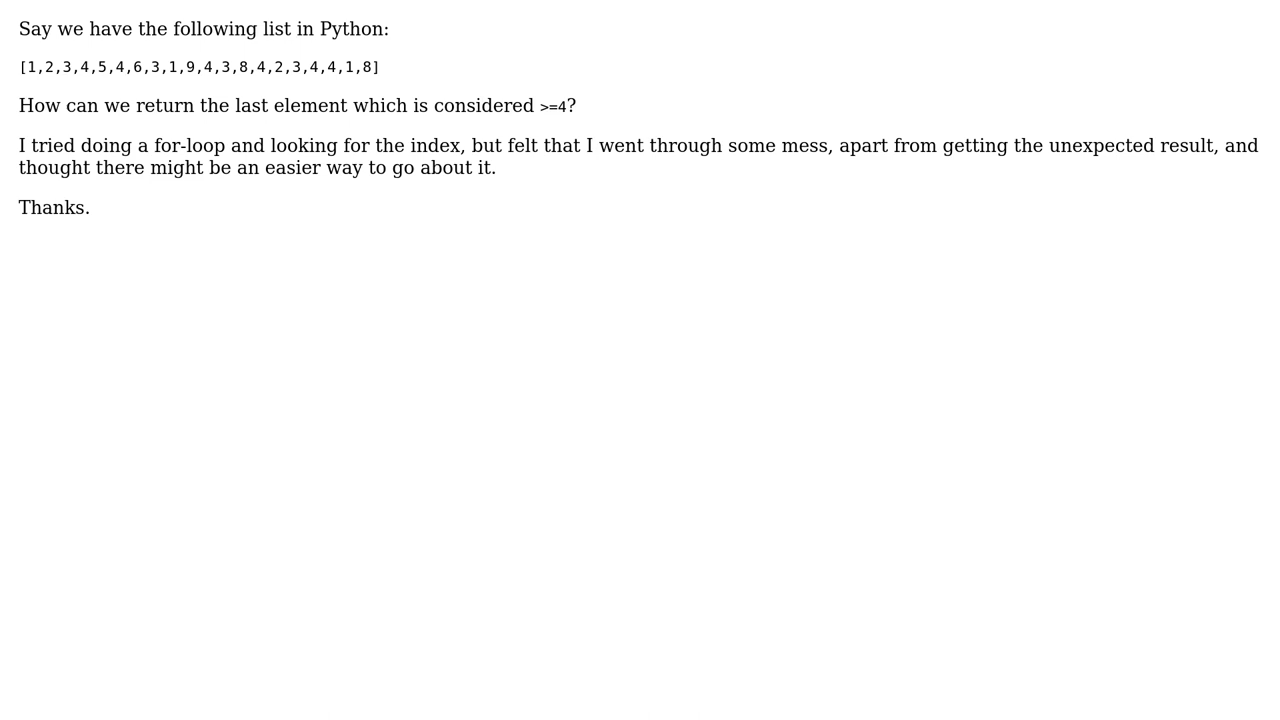 Say we have the following list in Python:
[1,2,3,4,5,4,6,3,1,9,4,3,8,4,2,3,4,4,1,8]
How can we return the last element which is considered >=4?
I tried doing a for-loop and looking for the index, but felt that I went through some mess, apart from getting the unexpected result, and
thought there might be an easier way to go about it.
Thanks.